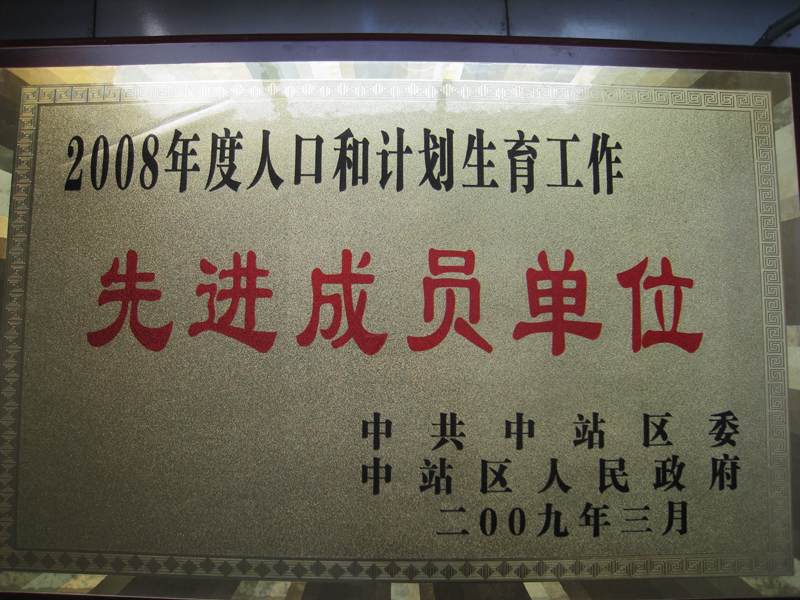 2008年度人口和计划生育工作
先进成员单位
中共中站区委
中站区人民政府
二00九年三月